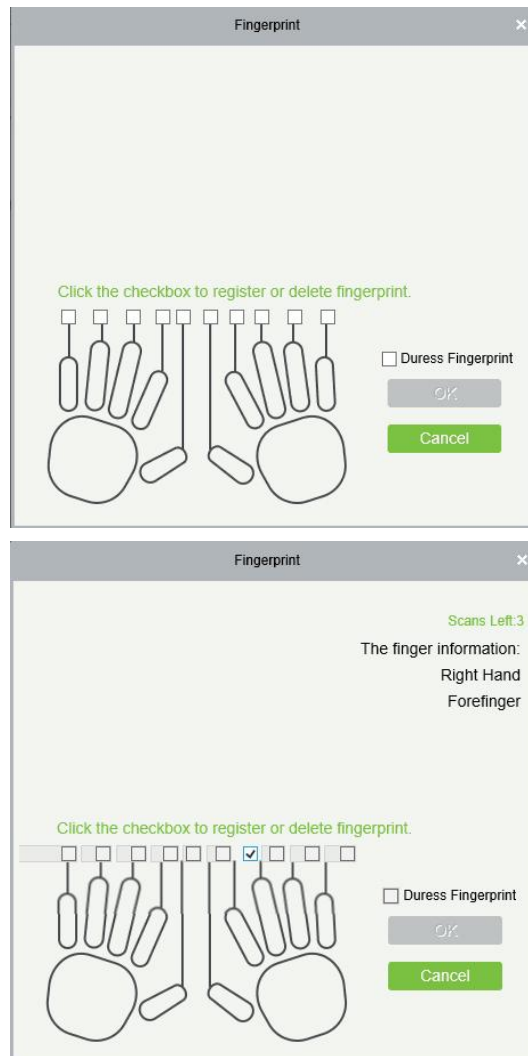 Fingerprint
Click the checkbox to register or delete fingerprint.
Duress Fingerprint
OK
Cancel
Fingerprint
Scans Left:3
The finger information:
Right Hand
Forefinger
Click the checkbox to register or delete fingerprint.
Duress Fingerprint
OK
Cancel